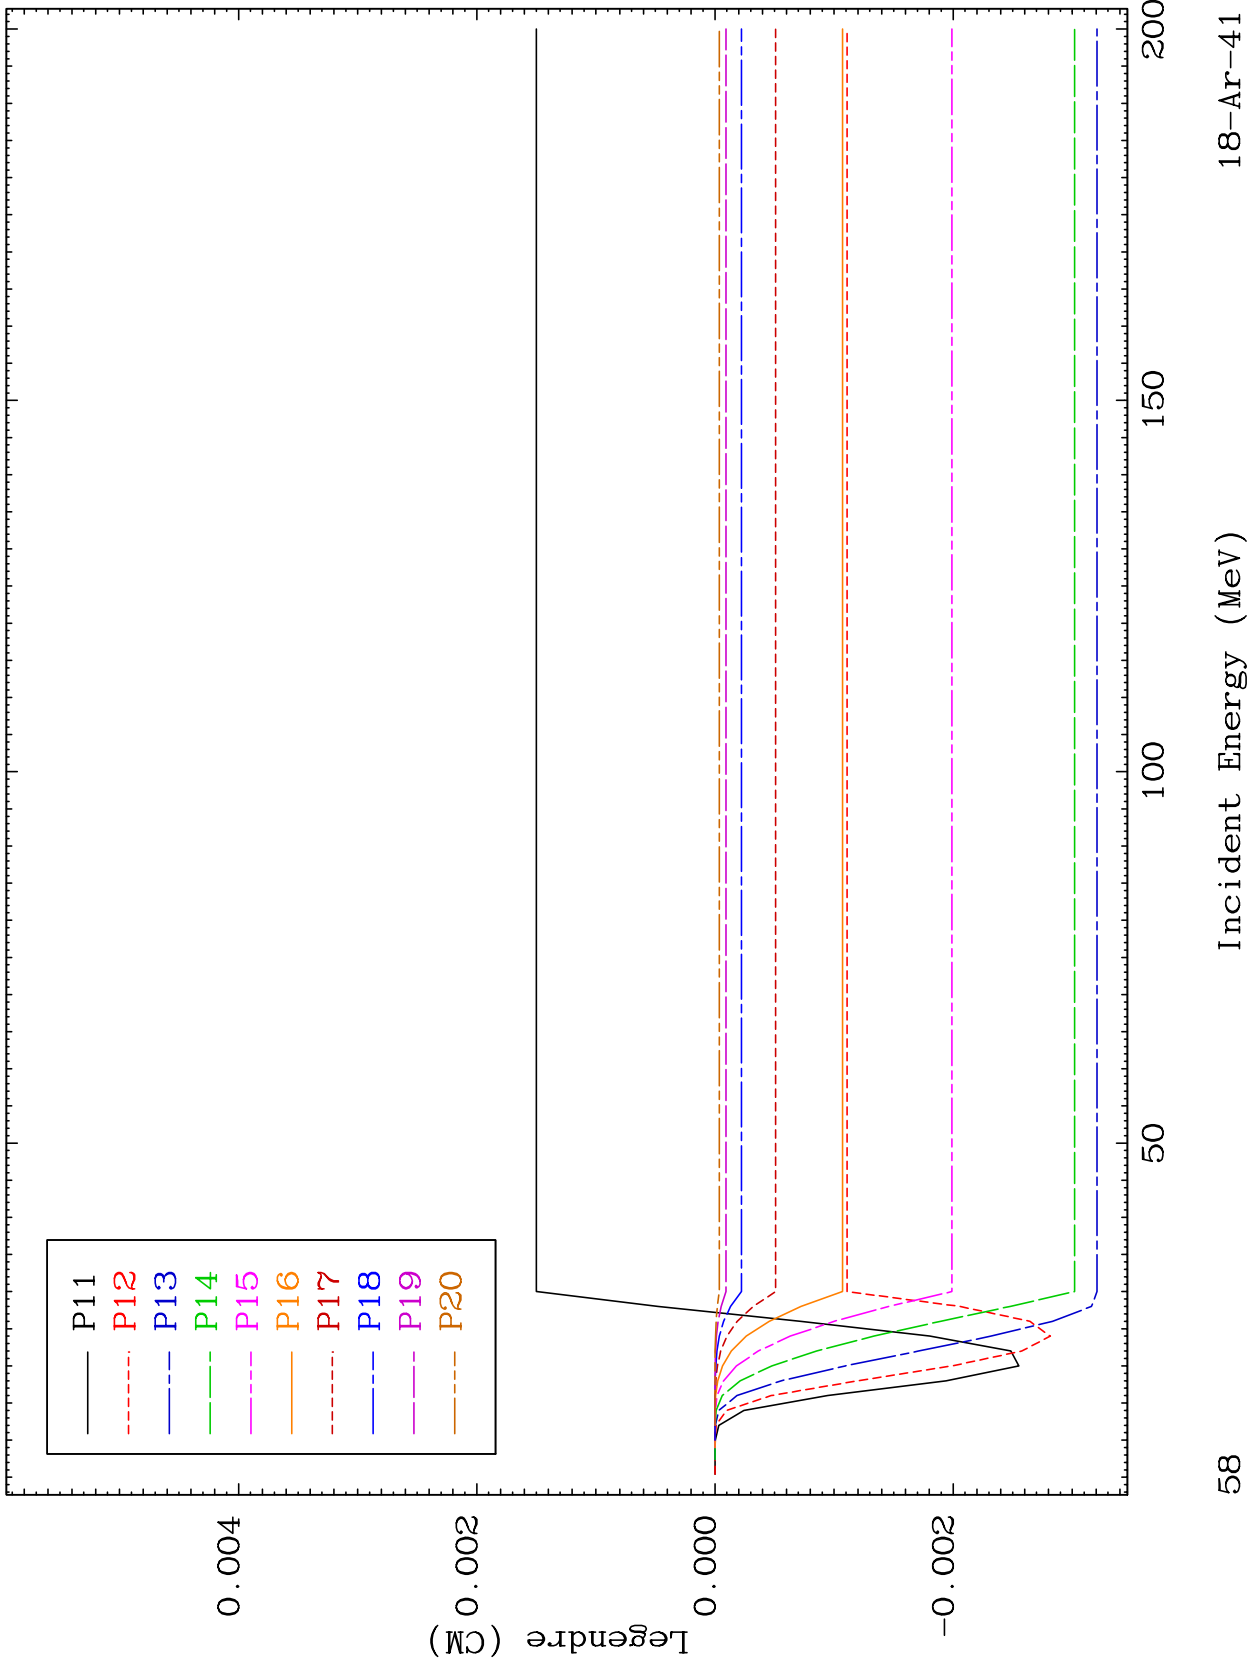 P11
P12
P13
P14
P15
P16
P17
P18
P19
P20
Legendre (CM)
0.004
0.002
0.000
-0.002
50
100
150
200
Incident Energy (MeV)
58
18-Ar-41